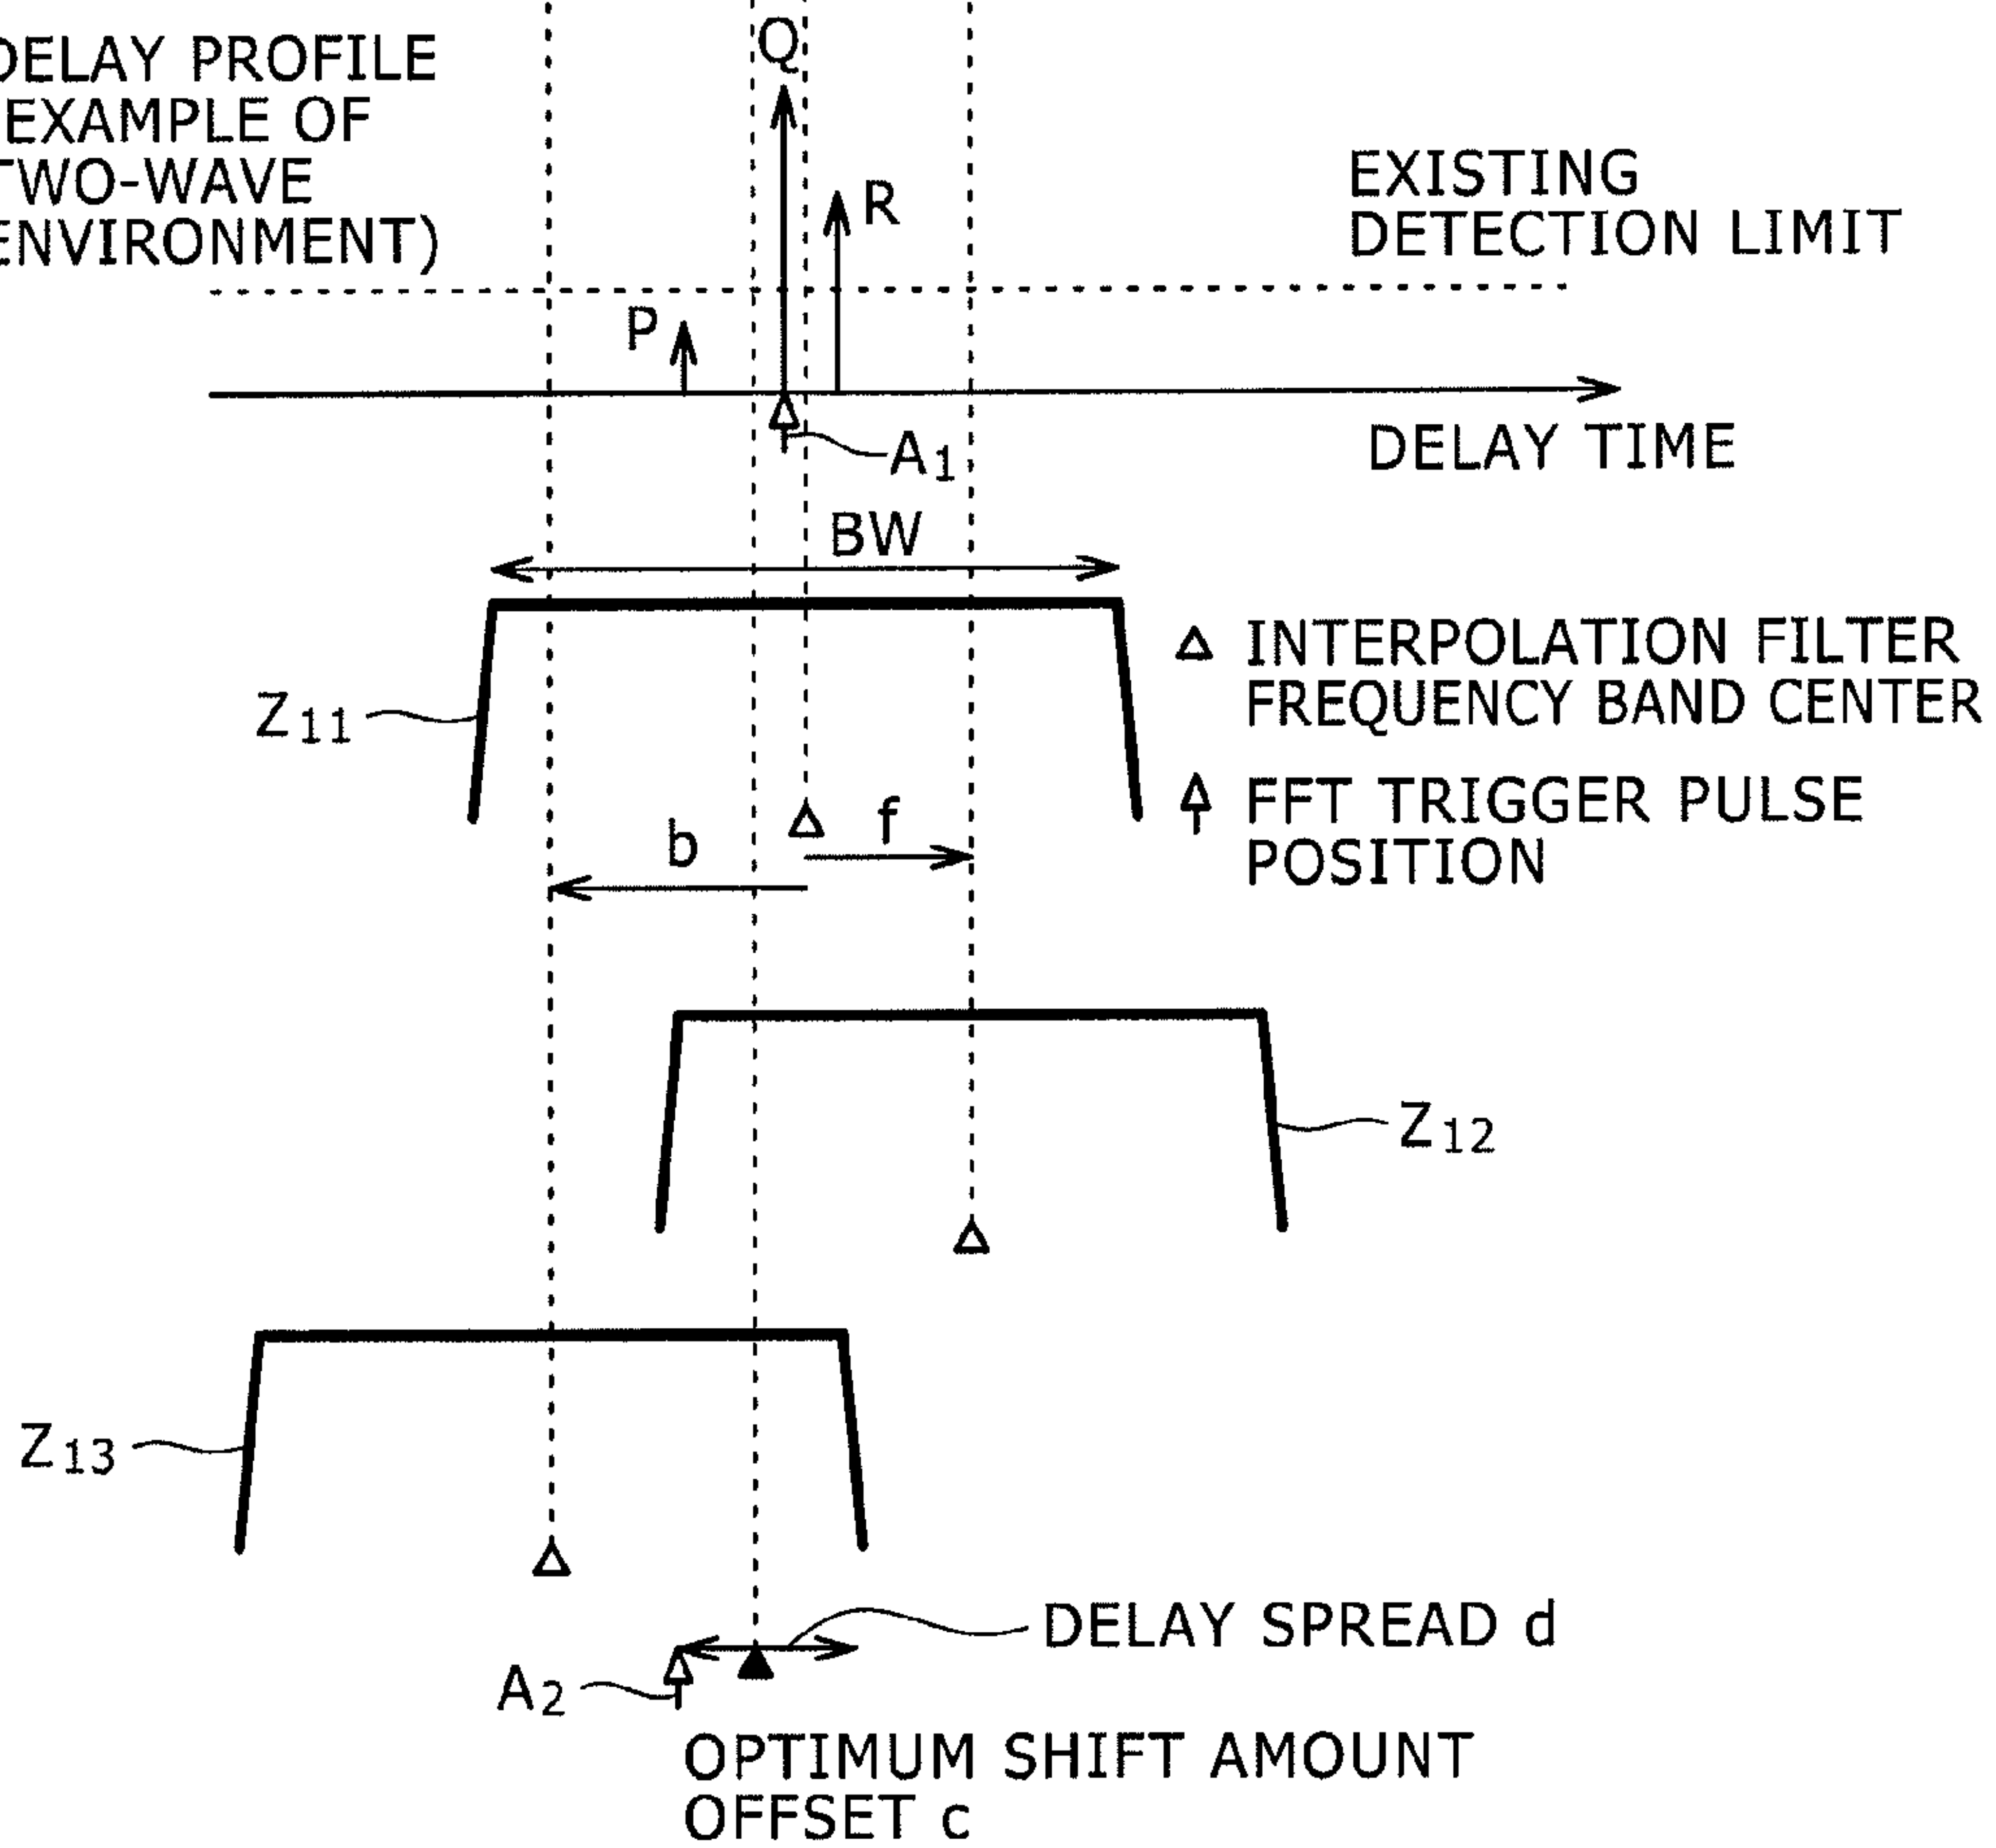 DELAY PROFILE
EXAMPLE OF
TWO-WAVE
ENVIRONMENT)
Q
R
P
EXISTING
DETECTION LIMIT
A1
DELAY TIME
BW
Z11
INTERPOLATION FILTER
FREQUENCY BAND CENTER
FFT TRIGGER PULSE
POSITION
f
b
Z12
Z13
DELAY SPREAD d
A2
OPTIMUM SHIFT AMOUNT
OFFSET c